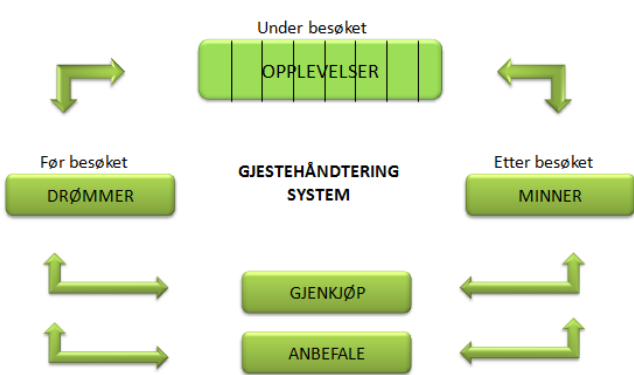 Under besøket
OPPLEVELSER
Før besøket
DRØMMER
GJESTEHÅNDTERING
SYSTEM
Etter besøket
MINNER
GJENKJØP
ANBEFALE